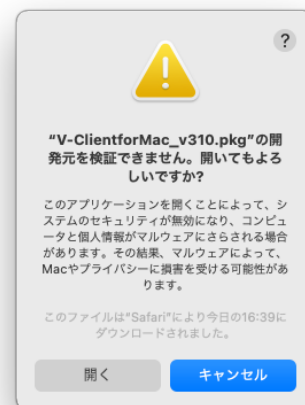 ?
“V-ClientforMac_v310.pkg”の開
発元を検証できません。開いてもよろ
しいですか?
このアプリケーションを開くことによって、シ
ステムのセキュリティが無効になり、コンピュ
ータと個人情報がマルウェアにさらされる場合
があります。その結果、マルウェアによって、
Macやプライバシーに損害を受ける可能性があ
ります。
このファイルは“Safari”により今日の16:39に
ダウンロードされました。
開く
キャンセル